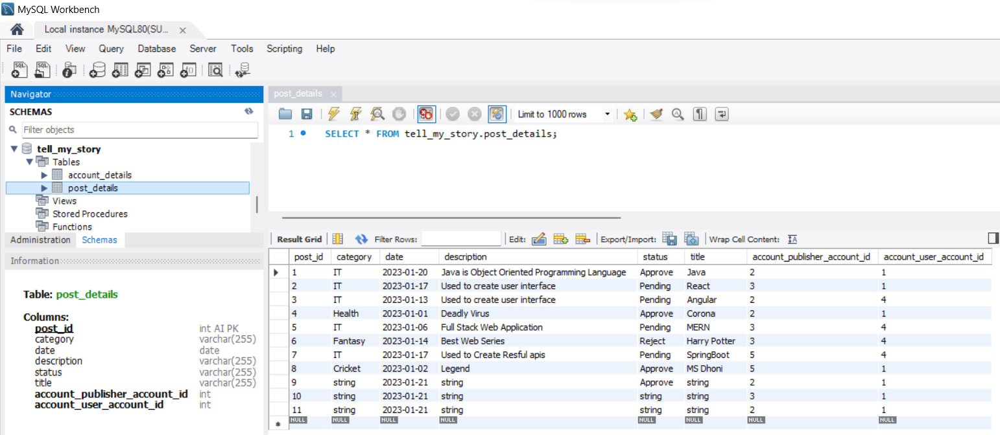 MySQL Workbench
Local instance MySQL80(SU... ×
File Edit View Query Database Server Tools Scripting Help
Navigator
SCHEMAS
Filter objects
tell_my_story
Tables
account_details
post_details
Views
Stored Procedures
Functions
Administration Schemas
Information
Table: post_details
Columns:
post_id int AI PK
category varchar(255)
date date
description varchar(255)
status varchar(255)
title varchar(255)
account_publisher_account_id int
account_user_account_id int
post_details ×
Limit to 1000 rows
1 SELECT * FROM tell_my_story.post_details;
Result Grid Filter Rows: Edit: Export/Import: Wrap Cell Content: IA
post_id category date description status title account_publisher_account_id account_user_account_id
1 IT 2023-01-20 Java is Object Oriented Programming Language Approve Java 2 1
2 IT 2023-01-17 Used to create user interface Pending React 3 1
3 IT 2023-01-13 Used to create user interface Pending Angular 2 4
4 Health 2023-01-01 Deadly Virus Approve Corona 2 1
5 IT 2023-01-06 Full Stack Web Application Pending MERN 3 4
6 Fantasy 2023-01-14 Best Web Series Reject Harry Potter 3 4
7 IT 2023-01-17 Used to Create Resful apis Pending SpringBoot 5 4
8 Cricket 2023-01-02 Legend Approve MS Dhoni 5 1
9 string 2023-01-21 string Approve string 2 1
10 string 2023-01-21 string string string 3 1
11 string 2023-01-21 string string string 2 1
* NULL NULL NULL NULL NULL NULL NULL NULL